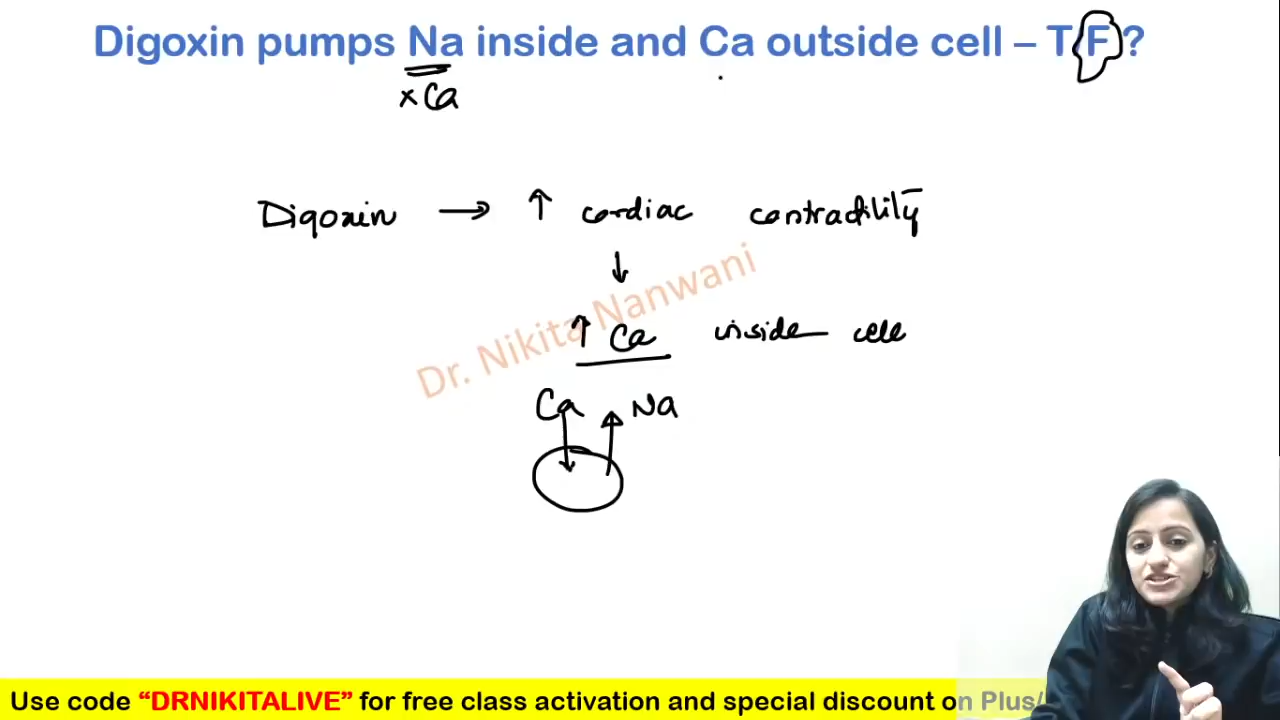 Digoxin pumps Na inside and Ca outside cell – T/F ?
×Ca
Digoxin → ↑ cardiac contractility
↓
↑ Ca inside cell
Ca Na
Dr. Nikita Nanwani
Use code “DRNIKITALIVE” for free class activation and special discount on Plus/